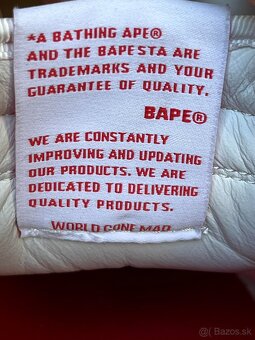 *A BATHING APE®
AND THE BAPESTA ARE
TRADEMARKS AND YOUR
GUARANTEE OF QUALITY.
BAPE®
WE ARE CONSTANTLY
IMPROVING AND UPDATING
OUR PRODUCTS. WE ARE
DEDICATED TO DELIVERING
QUALITY PRODUCTS.
WORLD GONE MAD.
© Bazos.sk